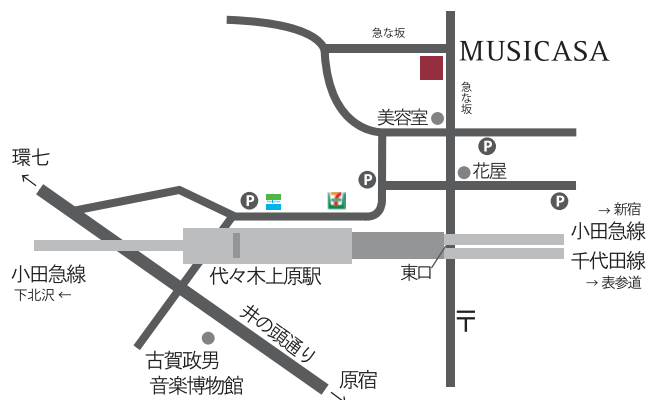 急な坂
MUSICASA
急な坂
美容室
P
環七
花屋
P
P
7
P
→ 新宿
小田急線
小田急線
下北沢 ←
代々木上原駅
東口
千代田線
→ 表参道
〒
井の頭通り
古賀政男
音楽博物館
原宿